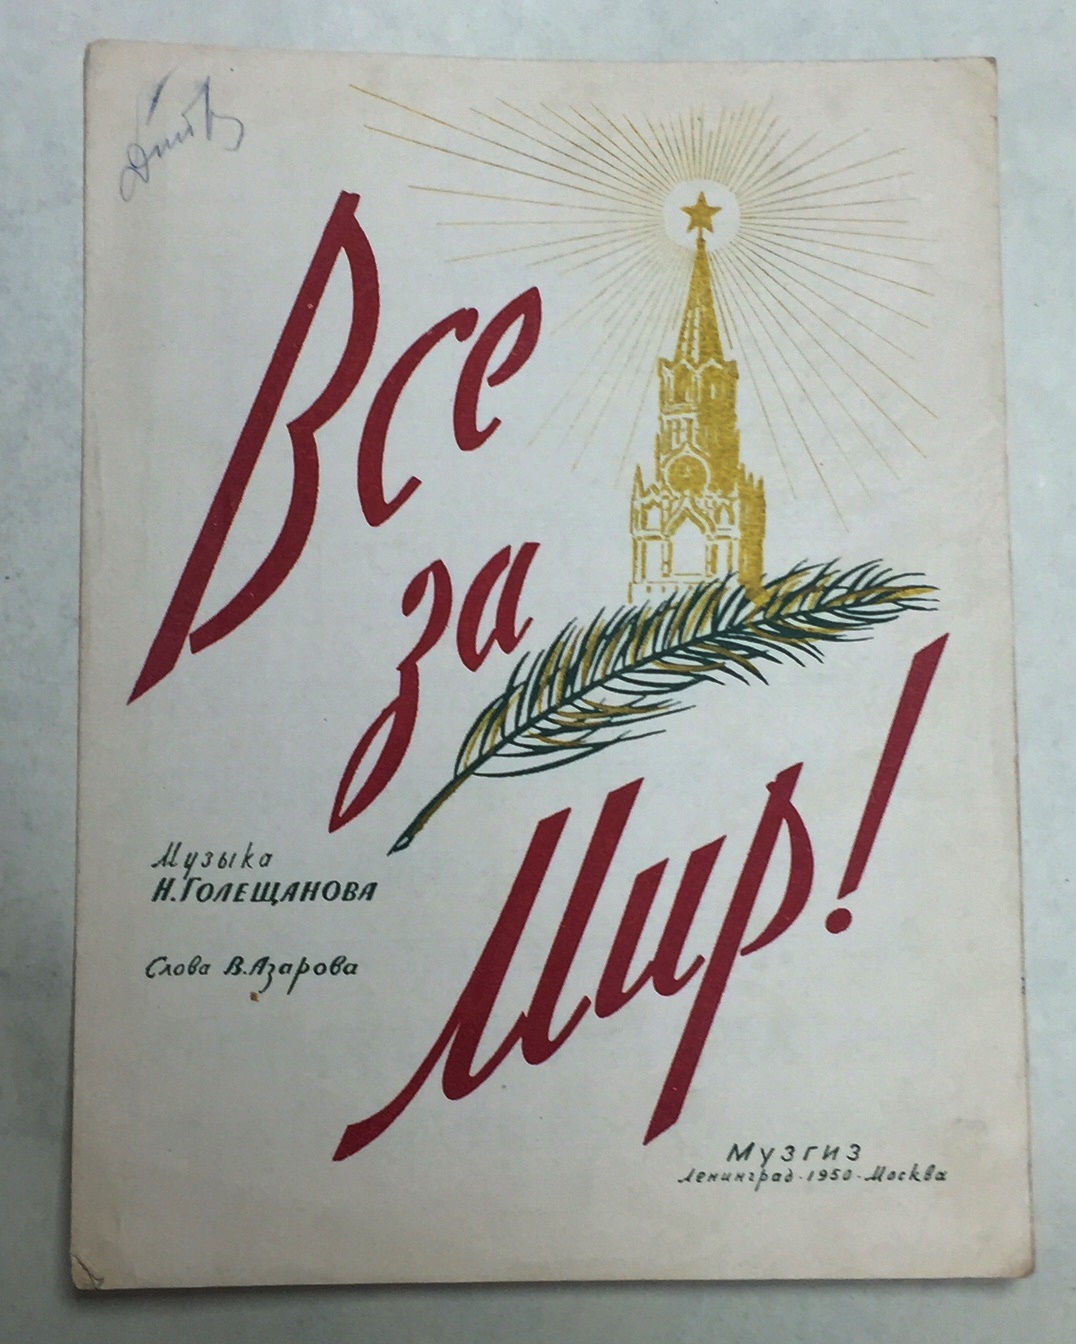 Все
за
Мир!
Музыка
Н. ГОЛЕЩАНОВА
Слова В. Азарова
Музгиз
Ленинград · 1950 · Москва